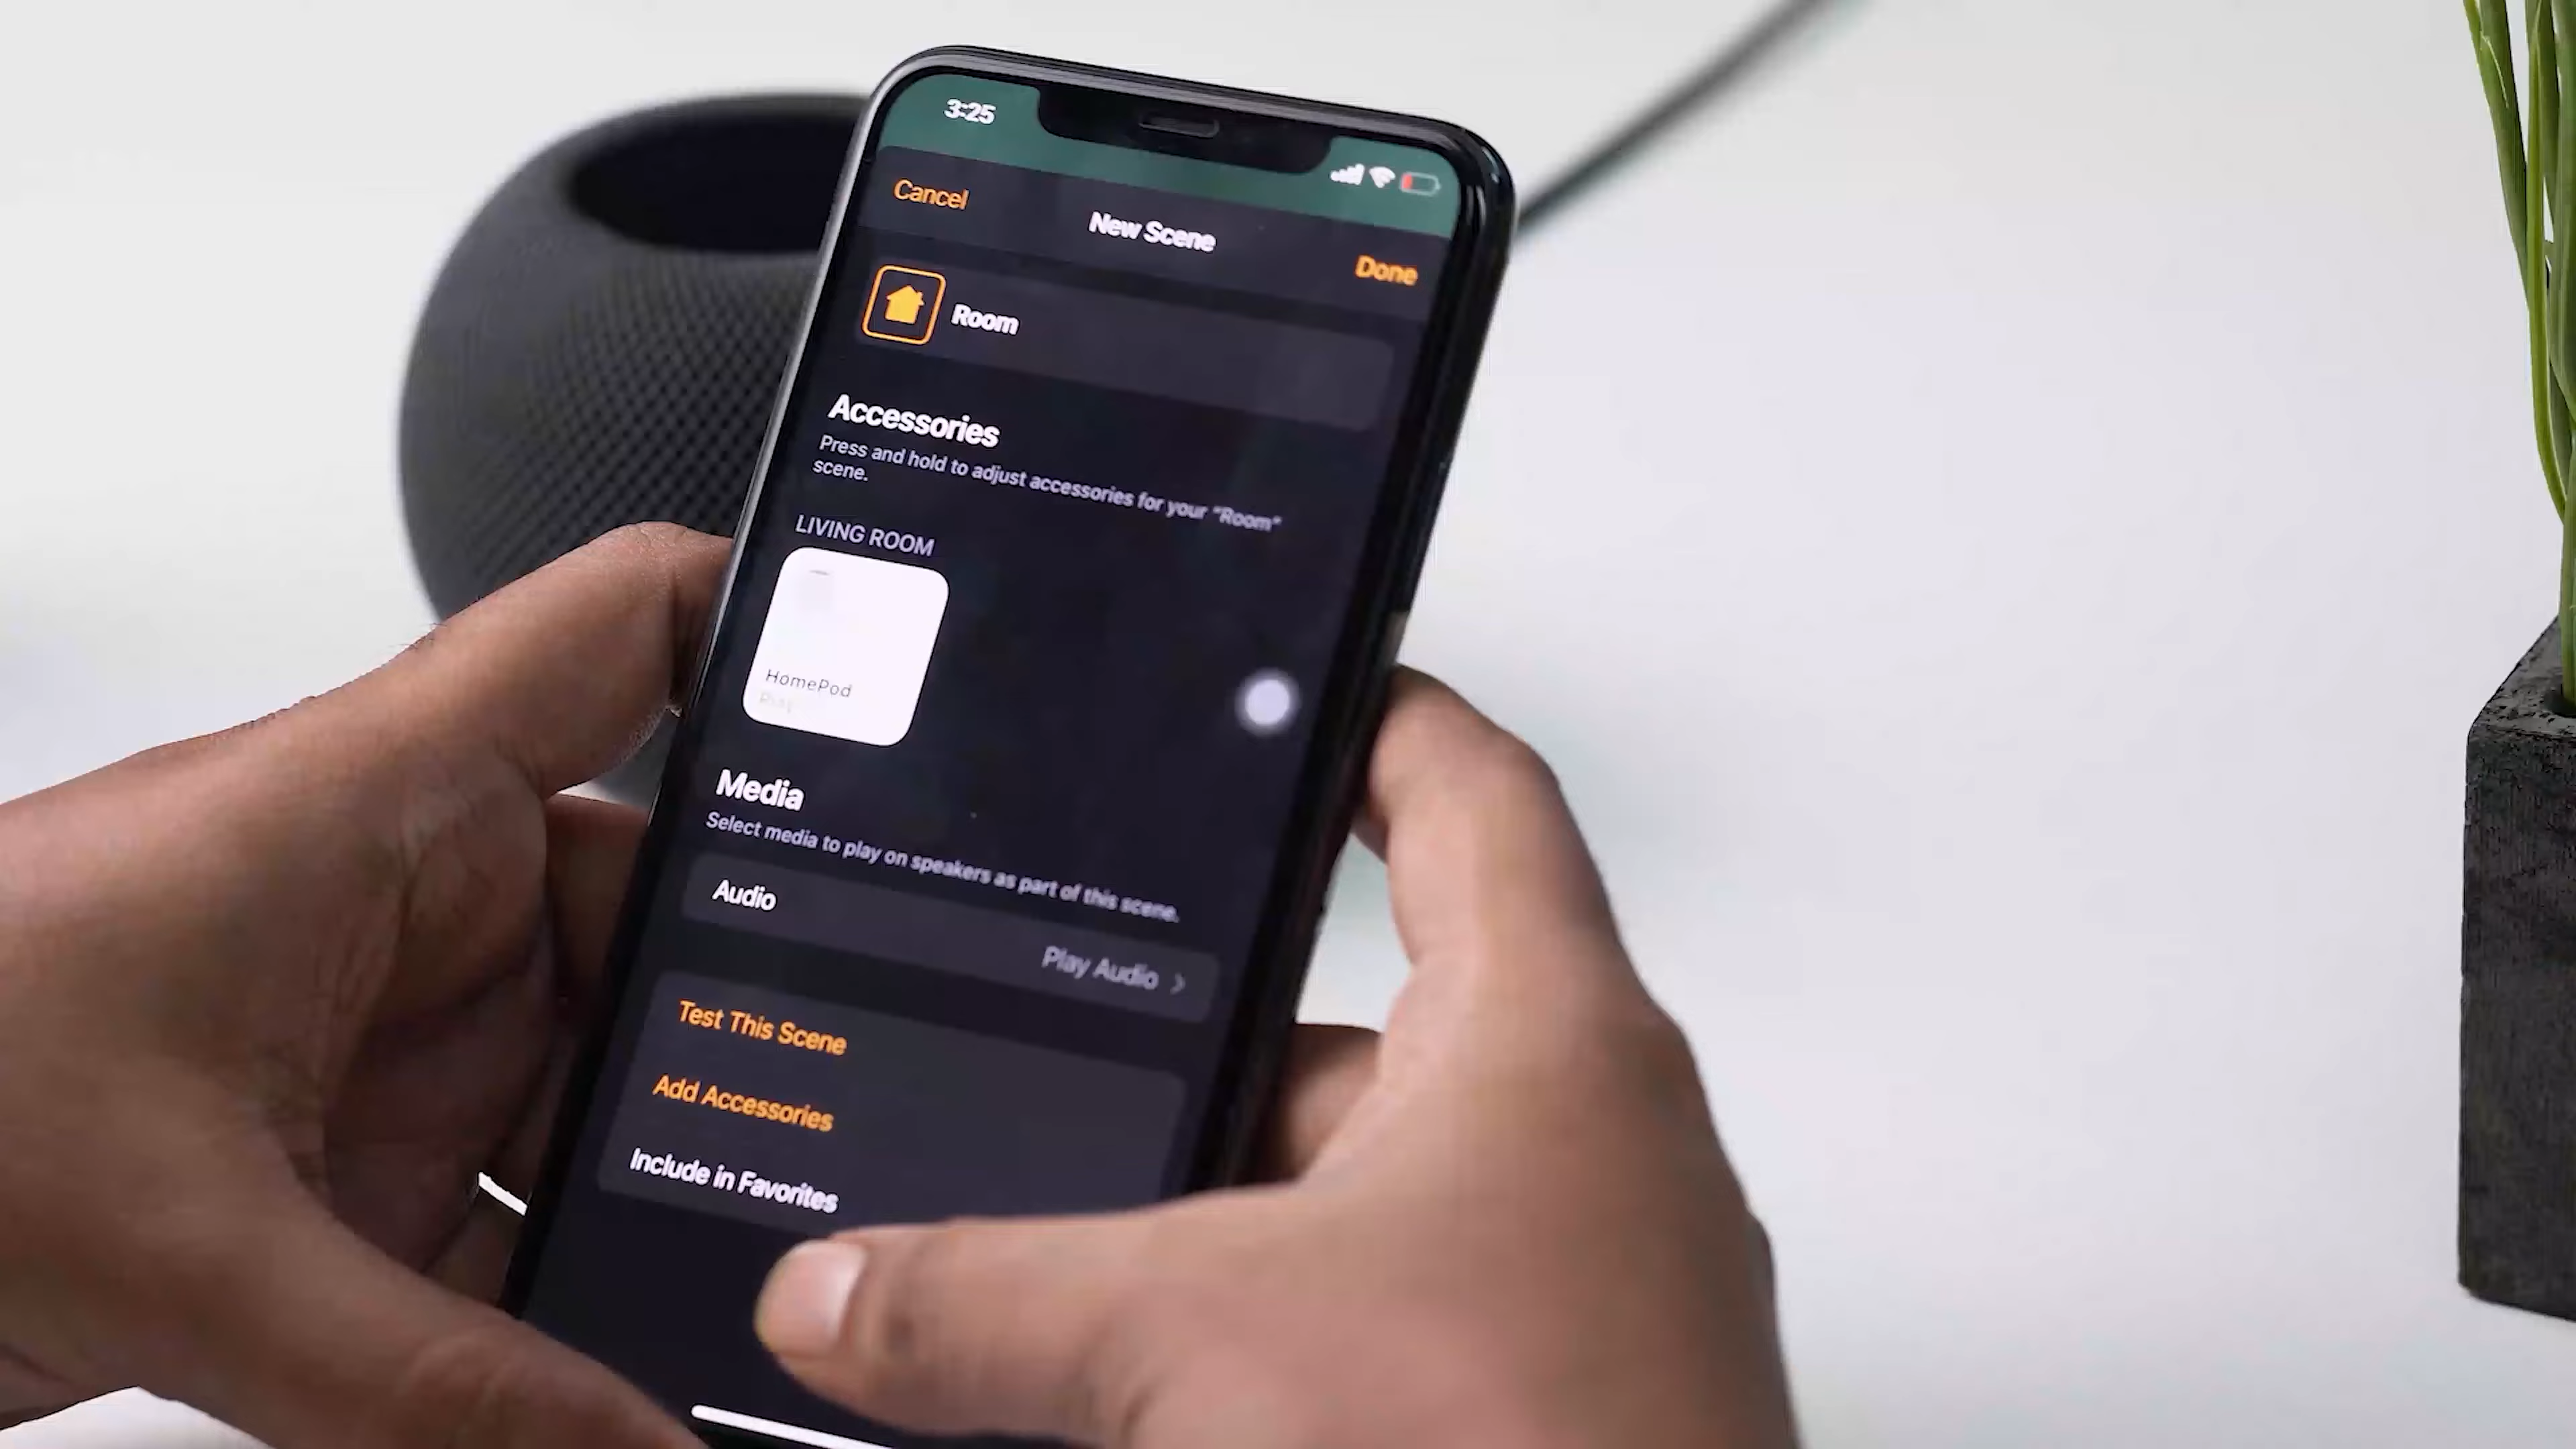 3:25
Cancel
New Scene
Done
Room
Accessories
Press and hold to adjust accessories for your "Room"
scene.
LIVING ROOM
HomePod
Media
Select media to play on speakers as part of this scene.
Audio
Play Audio
Test This Scene
Add Accessories
Include in Favorites